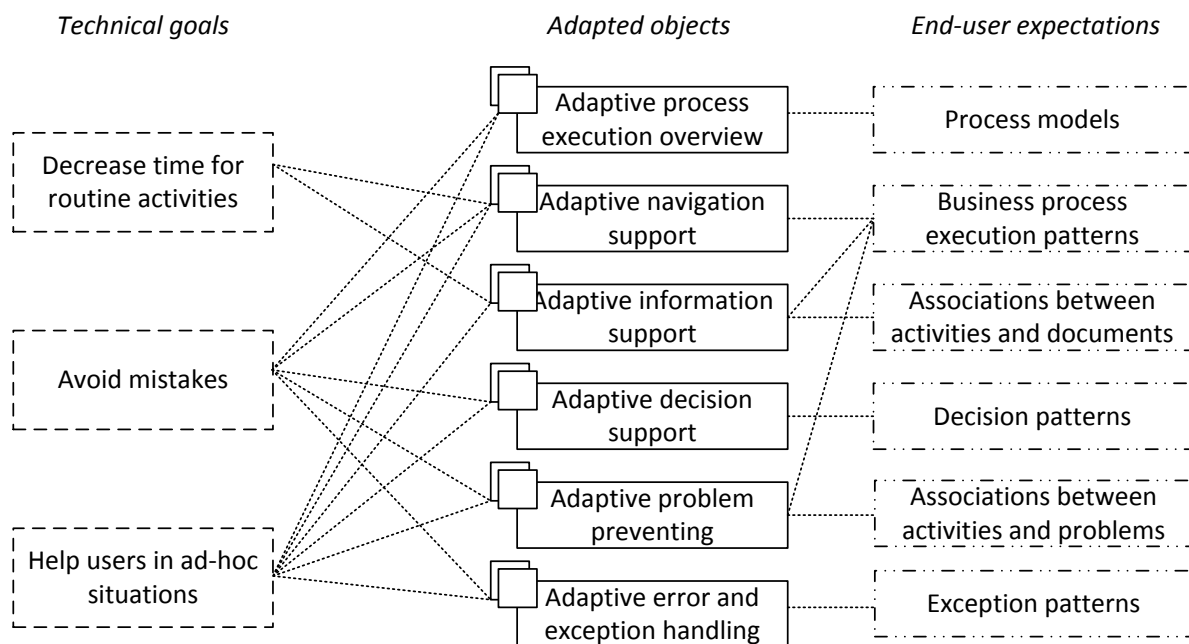 Technical goals
Adapted objects
End-user expectations
Decrease time for
routine activities
Avoid mistakes
Help users in ad-hoc
situations
Adaptive process
execution overview
Adaptive navigation
support
Adaptive information
support
Adaptive decision
support
Adaptive problem
preventing
Adaptive error and
exception handling
Process models
Business process
execution patterns
Associations between
activities and documents
Decision patterns
Associations between
activities and problems
Exception patterns